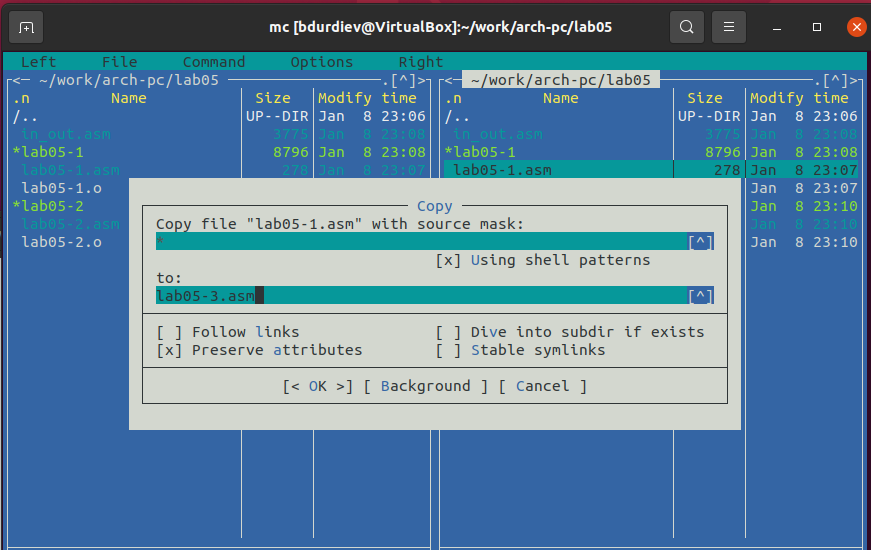 mc [bdurdiev@VirtualBox]:~/work/arch-pc/lab05
Left File Command Options Right
<─ ~/work/arch-pc/lab05 ─.[^]>
.n Name Size Modify time
/.. UP--DIR Jan 8 23:06
in_out.asm 3775 Jan 8 23:08
*lab05-1 8796 Jan 8 23:08
lab05-1.asm 278 Jan 8 23:07
lab05-1.o
*lab05-2
lab05-2.asm
lab05-2.o
<─ ~/work/arch-pc/lab05 ─.[^]>
.n Name Size Modify time
/.. UP--DIR Jan 8 23:06
in_out.asm 3775 Jan 8 23:08
*lab05-1 8796 Jan 8 23:08
lab05-1.asm 278 Jan 8 23:07
Jan 8 23:07
Jan 8 23:10
Jan 8 23:10
Jan 8 23:10
Copy
Copy file "lab05-1.asm" with source mask:
* [^]
[x] Using shell patterns
to:
lab05-3.asm [^]
[ ] Follow links [ ] Dive into subdir if exists
[x] Preserve attributes [ ] Stable symlinks
[< OK >] [ Background ] [ Cancel ]